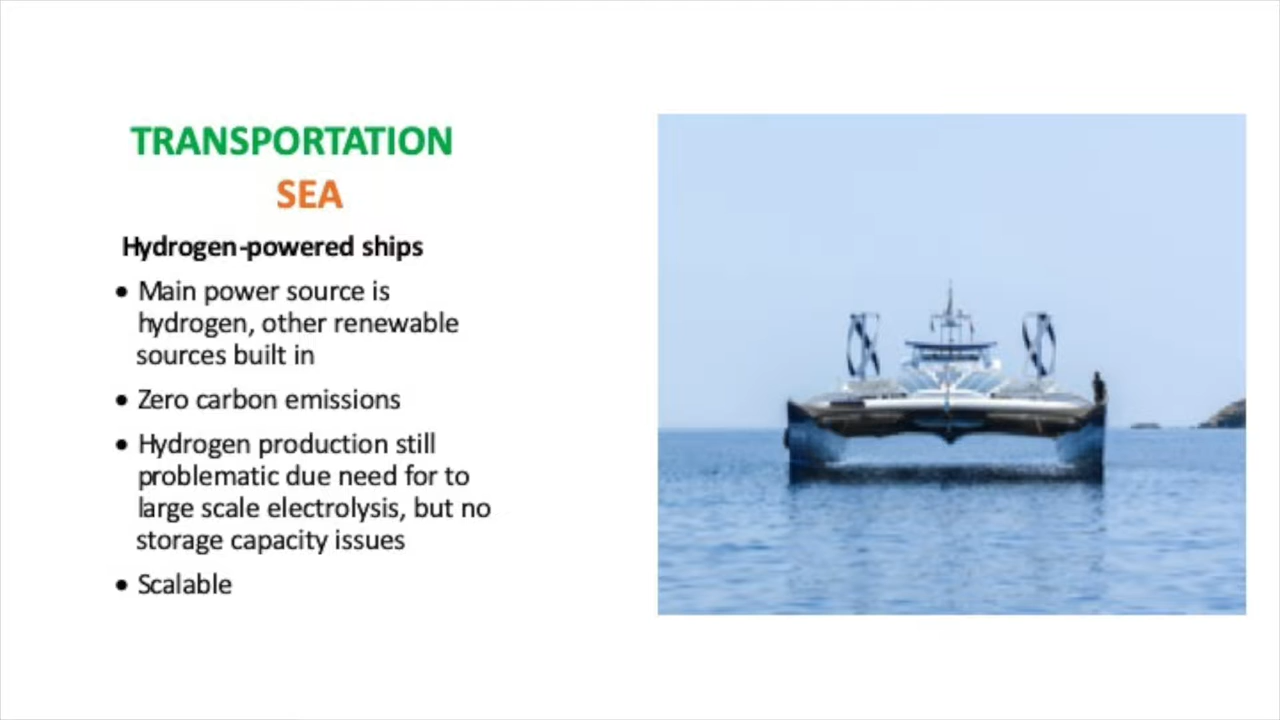 TRANSPORTATION
SEA
Hydrogen-powered ships
• Main power source is
hydrogen, other renewable
sources built in
• Zero carbon emissions
• Hydrogen production still
problematic due need for to
large scale electrolysis, but no
storage capacity issues
• Scalable